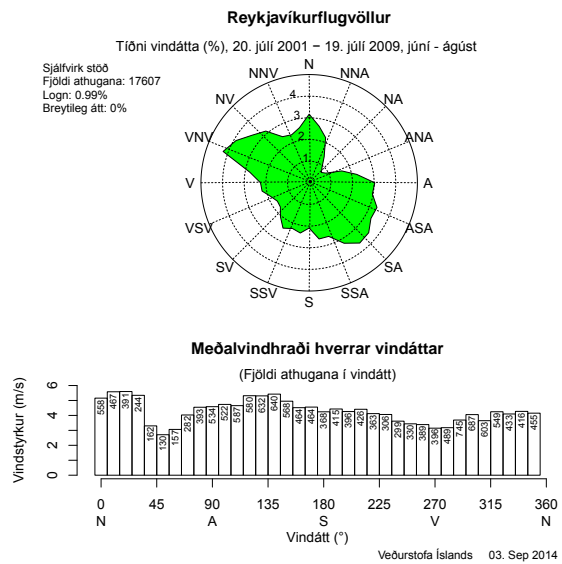 Reykjavíkurflugvöllur
Tíðni vindátta (%), 20. júlí 2001 − 19. júlí 2009, júní - ágúst
Sjálfvirk stöð
Fjöldi athugana: 17607
Logn: 0.99%
Breytileg átt: 0%
N
NNV NNA
NV NA
VNV ANA
V A
VSV ASA
SV SA
SSV SSA
S
4
3
2
1
Meðalvindhraði hverrar vindáttar
(Fjöldi athugana í vindátt)
Vindstyrkur (m/s)
6
4
2
0
558 467 391 244 162 130 157 282 393 534 522 587 580 632 640 568 464 464 368 415 396 426 363 306 299 330 389 396 489 745 687 603 549 433 416 455
0 45 90 135 180 225 270 315 360
N A S V N
Vindátt (°)
Veðurstofa Íslands 03. Sep 2014